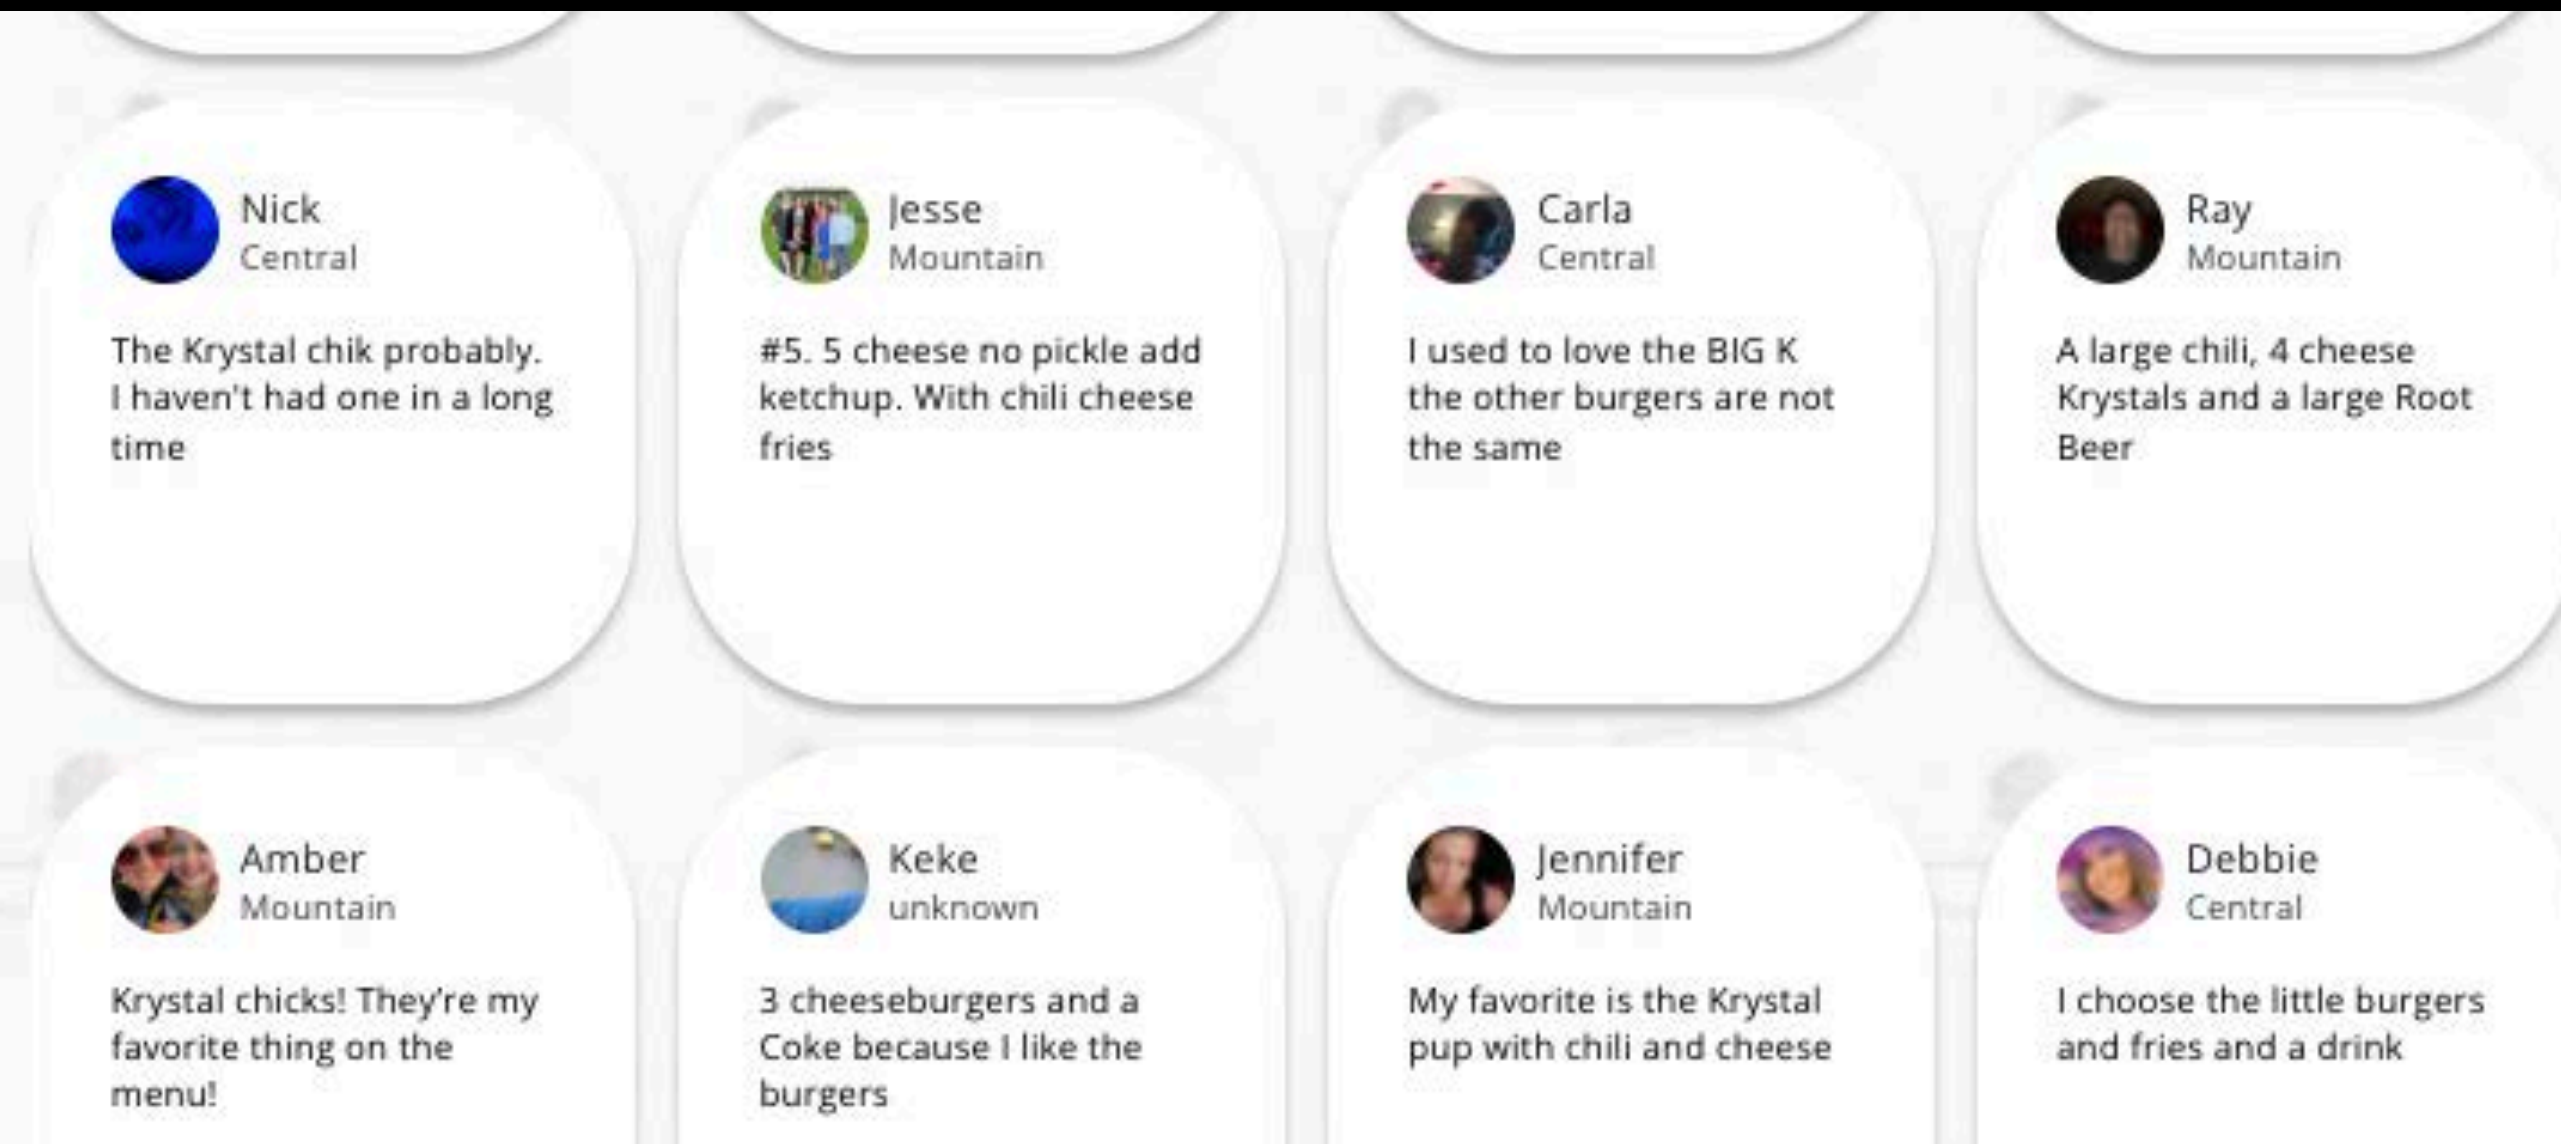 Nick
Central
The Krystal chik probably.
I haven't had one in a long
time
Jesse
Mountain
#5. 5 cheese no pickle add
ketchup. With chili cheese
fries
Carla
Central
I used to love the BIG K
the other burgers are not
the same
Ray
Mountain
A large chili, 4 cheese
Krystals and a large Root
Beer
Amber
Mountain
Krystal chicks! They're my
favorite thing on the
menu!
Keke
unknown
3 cheeseburgers and a
Coke because I like the
burgers
Jennifer
Mountain
My favorite is the Krystal
pup with chili and cheese
Debbie
Central
I choose the little burgers
and fries and a drink